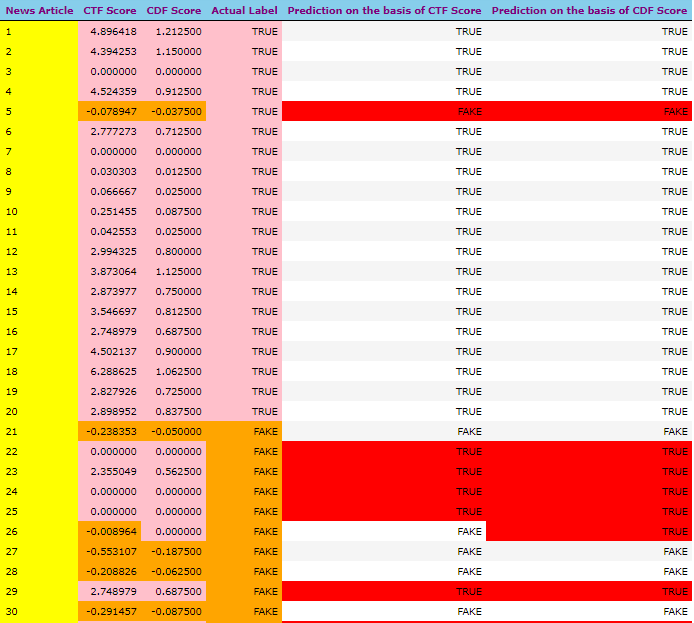 News Article CTF Score CDF Score Actual Label Prediction on the basis of CTF Score Prediction on the basis of CDF Score
1 4.896418 1.212500 TRUE TRUE TRUE
2 4.394253 1.150000 TRUE TRUE TRUE
3 0.000000 0.000000 TRUE TRUE TRUE
4 4.524359 0.912500 TRUE TRUE TRUE
5 -0.078947 -0.037500 TRUE FAKE FAKE
6 2.777273 0.712500 TRUE TRUE TRUE
7 0.000000 0.000000 TRUE TRUE TRUE
8 0.030303 0.012500 TRUE TRUE TRUE
9 0.066667 0.025000 TRUE TRUE TRUE
10 0.251455 0.087500 TRUE TRUE TRUE
11 0.042553 0.025000 TRUE TRUE TRUE
12 2.994325 0.800000 TRUE TRUE TRUE
13 3.873064 1.125000 TRUE TRUE TRUE
14 2.873977 0.750000 TRUE TRUE TRUE
15 3.546697 0.812500 TRUE TRUE TRUE
16 2.748979 0.687500 TRUE TRUE TRUE
17 4.502137 0.900000 TRUE TRUE TRUE
18 6.288625 1.062500 TRUE TRUE TRUE
19 2.827926 0.725000 TRUE TRUE TRUE
20 2.898952 0.837500 TRUE TRUE TRUE
21 -0.238353 -0.050000 FAKE FAKE FAKE
22 0.000000 0.000000 FAKE TRUE TRUE
23 2.355049 0.562500 FAKE TRUE TRUE
24 0.000000 0.000000 FAKE TRUE TRUE
25 0.000000 0.000000 FAKE TRUE TRUE
26 -0.008964 0.000000 FAKE FAKE TRUE
27 -0.553107 -0.187500 FAKE FAKE FAKE
28 -0.208826 -0.062500 FAKE FAKE FAKE
29 2.748979 0.687500 FAKE TRUE TRUE
30 -0.291457 -0.087500 FAKE FAKE FAKE